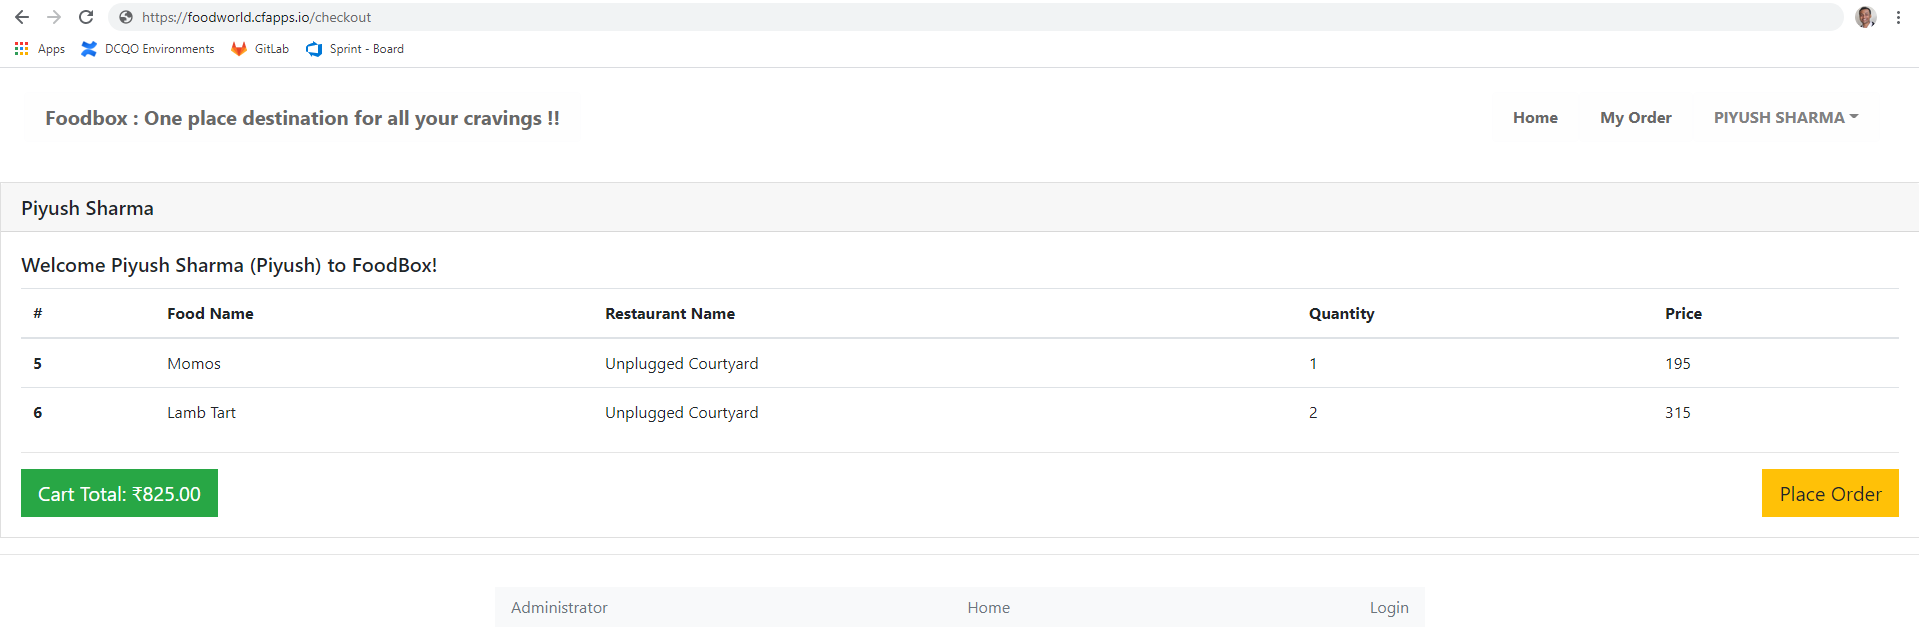 https://foodworld.cfapps.io/checkout
Apps DCQO Environments GitLab Sprint - Board
Foodbox : One place destination for all your cravings !! Home My Order PIYUSH SHARMA
Piyush Sharma
Welcome Piyush Sharma (Piyush) to FoodBox!
# Food Name Restaurant Name Quantity Price
5 Momos Unplugged Courtyard 1 195
6 Lamb Tart Unplugged Courtyard 2 315
Cart Total: ₹825.00 Place Order
Administrator Home Login